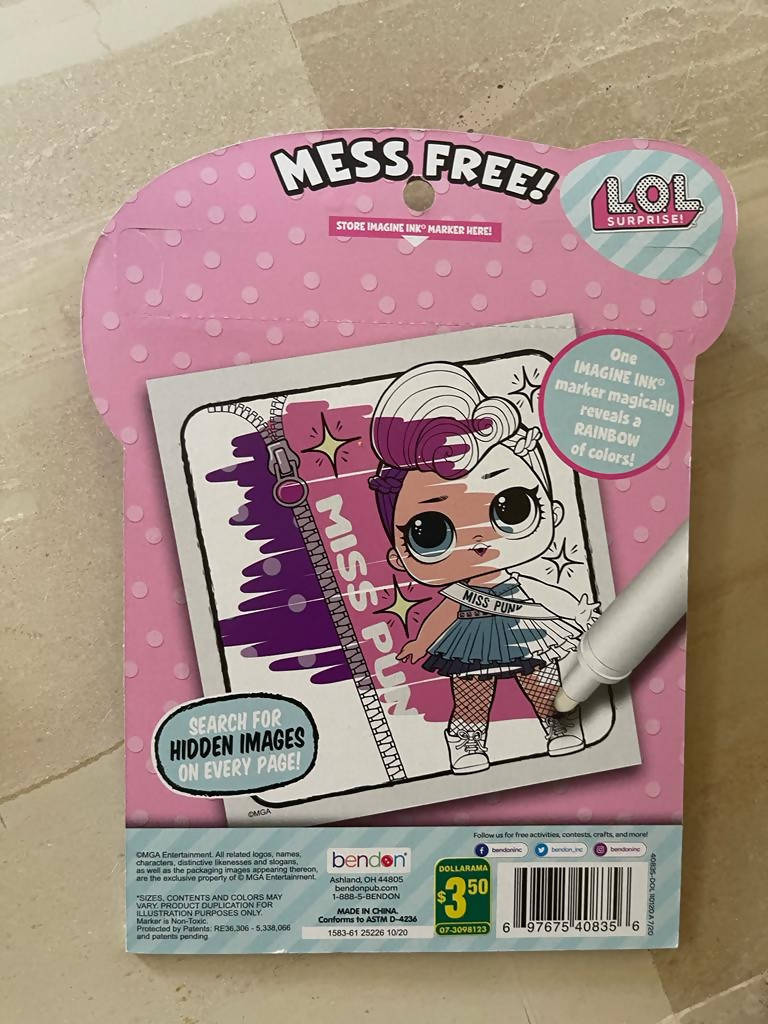 MESS FREE!
LOL
SURPRISE!
STORE IMAGINE INK® MARKER HERE!
One
IMAGINE INK®
marker magically
reveals a
RAINBOW
of colors!
MISS PUN
MISS PUNK
SEARCH FOR
HIDDEN IMAGES
ON EVERY PAGE!
©MGA
©MGA Entertainment. All related logos, names,
characters, distinctive likenesses and slogans,
as well as the packaging images appearing thereon,
are the exclusive property of © MGA Entertainment.
*SIZES, CONTENTS AND COLORS MAY
VARY. PRODUCT DUPLICATION FOR
ILLUSTRATION PURPOSES ONLY.
Marker is Non-Toxic.
Protected by Patents: RE36,306 - 5,338,066
and patents pending
bendon®
Ashland, OH 44805
bendonpub.com
1-888-5-BENDON
MADE IN CHINA.
Conforms to ASTM D-4236
1583-61 25226 10/20
DOLLARAMA
$3.50
07-3098123
Follow us for free activities, contests, crafts, and more!
bendoninc
bendon_inc
bendoninc
6 97675 40835 6